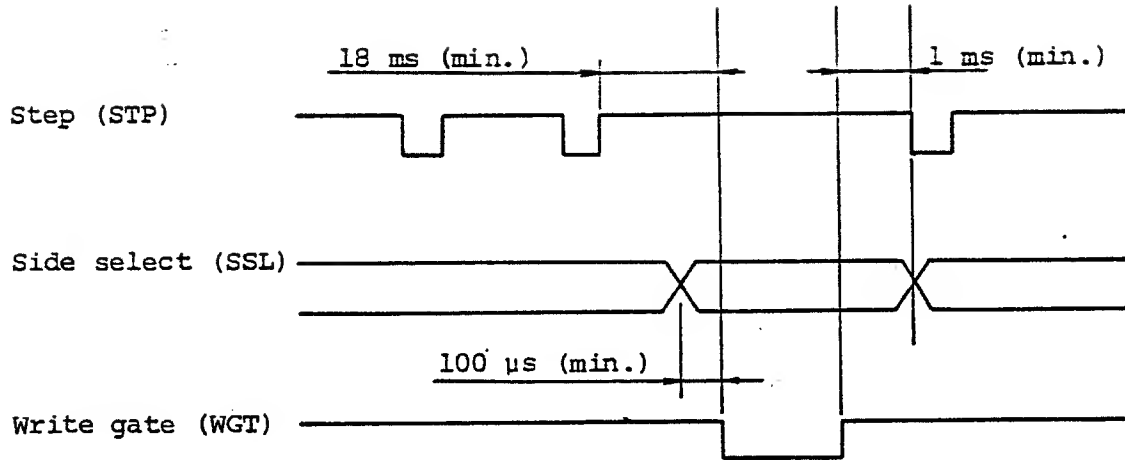 18 ms (min.)
1 ms (min.)
Step (STP)
Side select (SSL)
100 µs (min.)
Write gate (WGT)